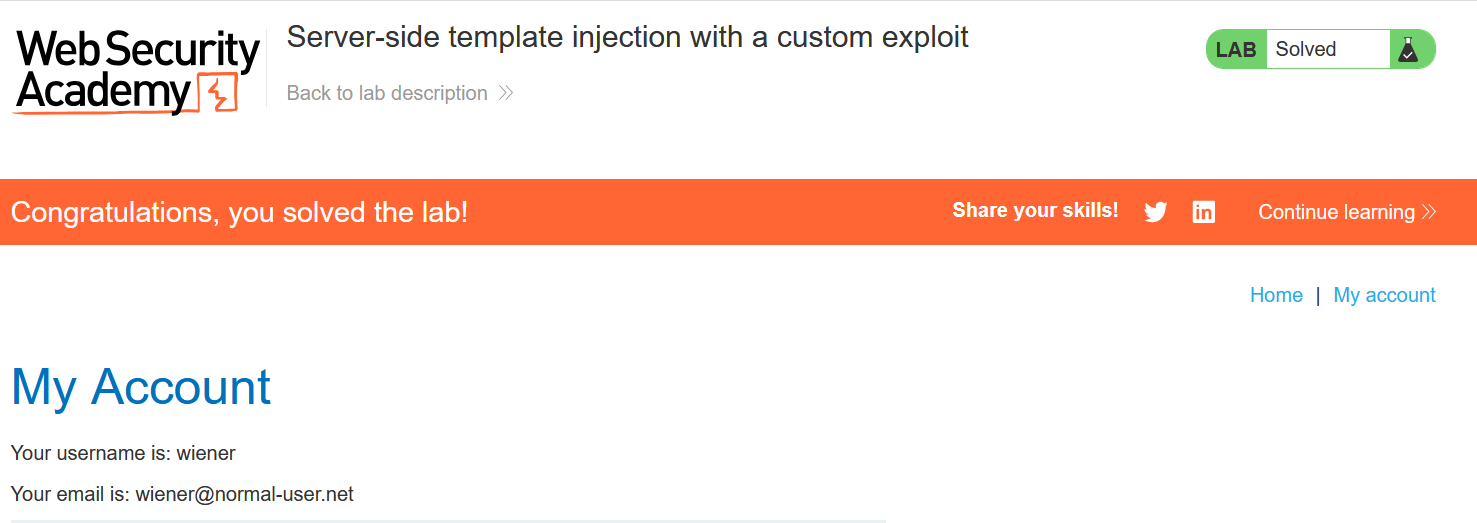 Web Security
Academy
Server-side template injection with a custom exploit
Back to lab description
LAB Solved
Congratulations, you solved the lab!
Share your skills!
Continue learning
Home | My account
My Account
Your username is: wiener
Your email is: wiener@normal-user.net